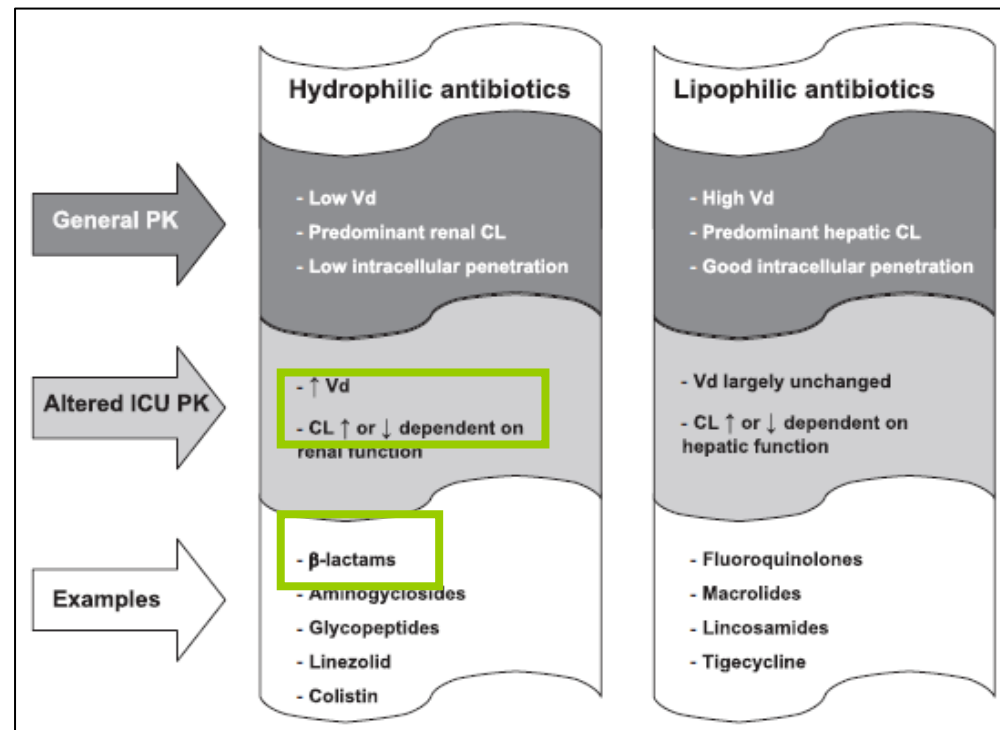 Hydrophilic antibiotics
Lipophilic antibiotics
General PK
- Low Vd
- Predominant renal CL
- Low intracellular penetration
- High Vd
- Predominant hepatic CL
- Good intracellular penetration
Altered ICU PK
- ↑ Vd
- CL ↑ or ↓ dependent on
renal function
- Vd largely unchanged
- CL ↑ or ↓ dependent on
hepatic function
Examples
- β-lactams
- Aminogyclosides
- Glycopeptides
- Linezolid
- Colistin
- Fluoroquinolones
- Macrolides
- Lincosamides
- Tigecycline